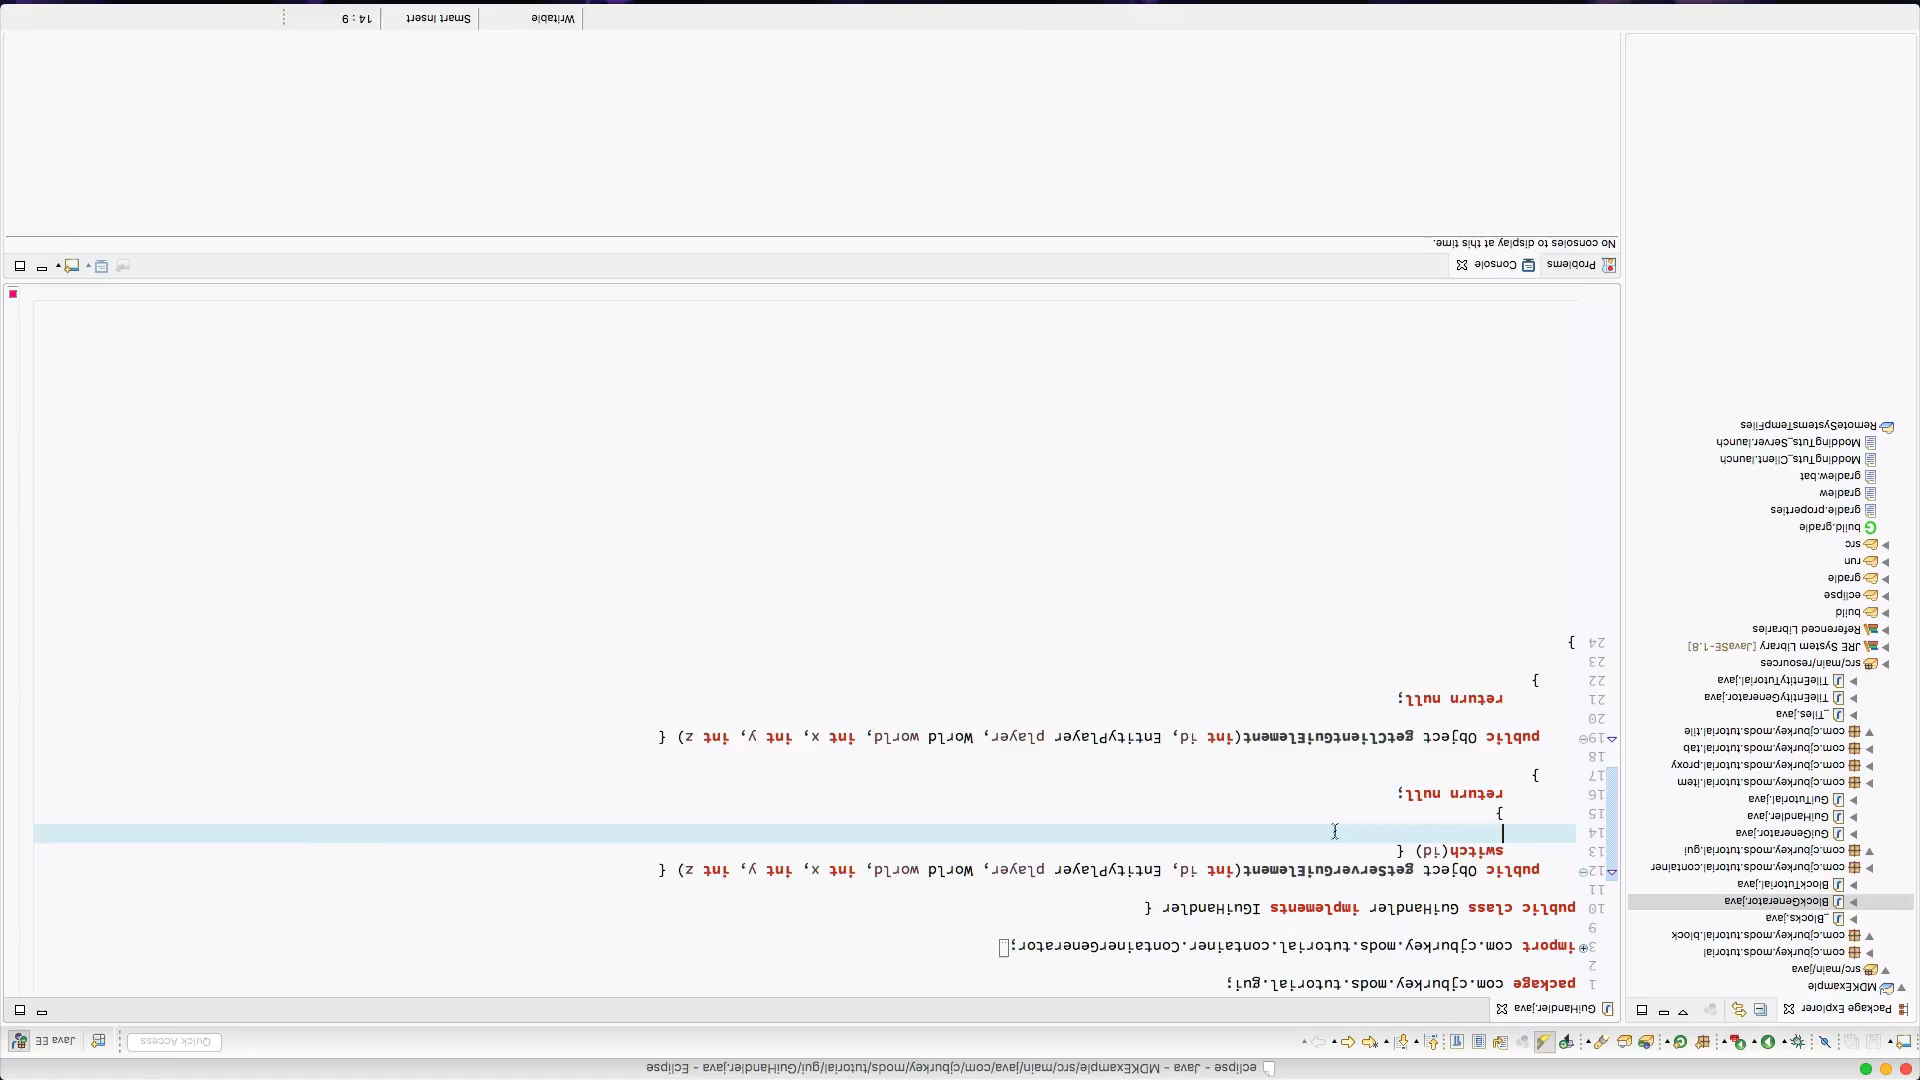 eclipse - Java - MDKExample/src/main/java/com/cjburkey/mods/tutorial/gui/GuiHandler.java - Eclipse
Quick Access
Java EE
Package Explorer
MDKExample
src/main/java
com.cjburkey.mods.tutorial
com.cjburkey.mods.tutorial.block
_Blocks.java
BlockGenerator.java
BlockTutorial.java
com.cjburkey.mods.tutorial.container
com.cjburkey.mods.tutorial.gui
GuiGenerator.java
GuiHandler.java
GuiTutorial.java
com.cjburkey.mods.tutorial.item
com.cjburkey.mods.tutorial.proxy
com.cjburkey.mods.tutorial.tab
com.cjburkey.mods.tutorial.tile
_Tiles.java
TileEntityGenerator.java
TileEntityTutorial.java
src/main/resources
JRE System Library [JavaSE-1.8]
Referenced Libraries
build
eclipse
gradle
run
src
build.gradle
gradle.properties
gradlew
gradlew.bat
ModdingTuts_Client.launch
ModdingTuts_Server.launch
RemoteSystemsTempFiles
GuiHandler.java
1 package com.cjburkey.mods.tutorial.gui;
2
3 import com.cjburkey.mods.tutorial.container.ContainerGenerator;
9
10 public class GuiHandler implements IGuiHandler {
11
12 public Object getServerGuiElement(int id, EntityPlayer player, World world, int x, int y, int z) {
13 switch(id) {
14
15 }
16 return null;
17 }
18
19 public Object getClientGuiElement(int id, EntityPlayer player, World world, int x, int y, int z) {
20
21 return null;
22 }
23
24 }
Problems
Console
No consoles to display at this time.
Writable
Smart Insert
14 : 9